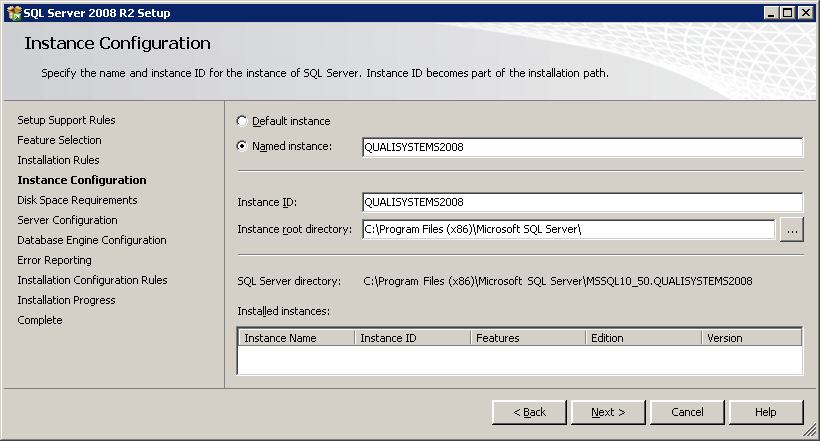 SQL Server 2008 R2 Setup
Instance Configuration
Specify the name and instance ID for the instance of SQL Server. Instance ID becomes part of the installation path.
Setup Support Rules
Feature Selection
Installation Rules
Instance Configuration
Disk Space Requirements
Server Configuration
Database Engine Configuration
Error Reporting
Installation Configuration Rules
Installation Progress
Complete
Default instance
Named instance: QUALISYSTEMS2008
Instance ID: QUALISYSTEMS2008
Instance root directory: C:\Program Files (x86)\Microsoft SQL Server\ ...
SQL Server directory: C:\Program Files (x86)\Microsoft SQL Server\MSSQL10_50.QUALISYSTEMS2008
Installed instances:
Instance Name Instance ID Features Edition Version
< Back Next > Cancel Help